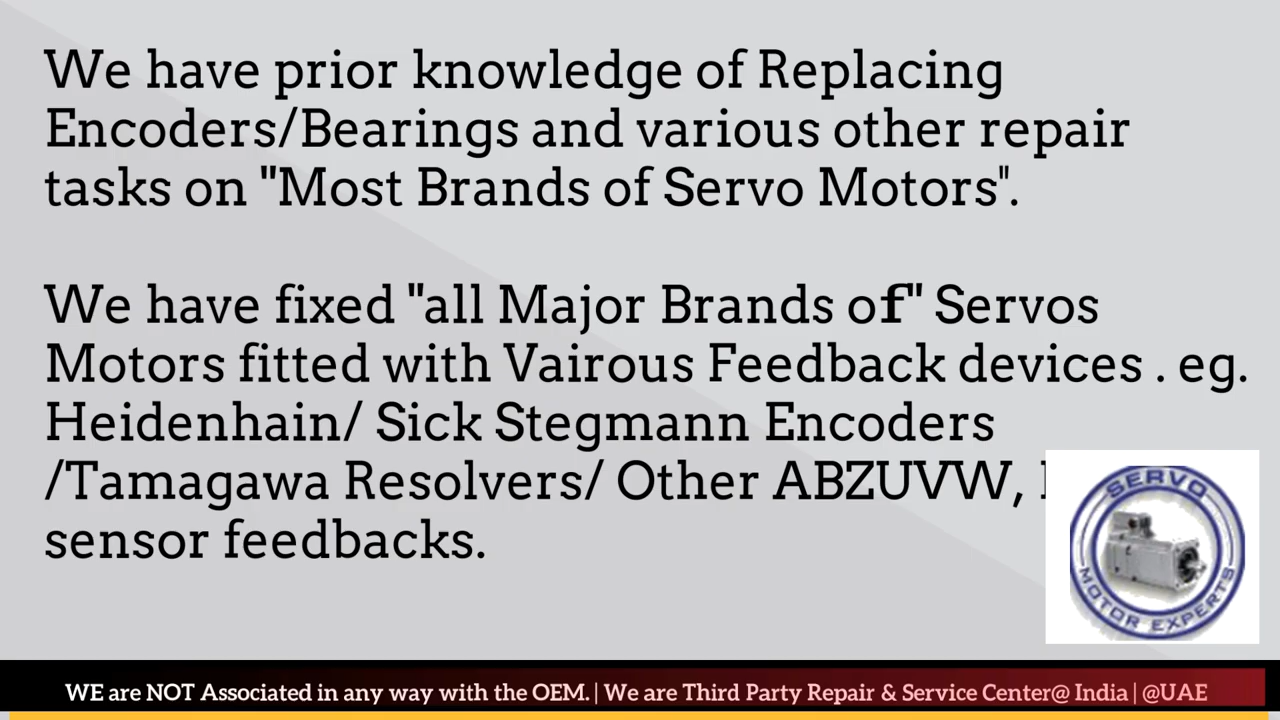 We have prior knowledge of Replacing
Encoders/Bearings and various other repair
tasks on "Most Brands of Servo Motors".
We have fixed "all Major Brands of" Servos
Motors fitted with Vairous Feedback devices . eg.
Heidenhain/ Sick Stegmann Encoders
/Tamagawa Resolvers/ Other ABZUVW,
sensor feedbacks.
SERVO
MOTOR EXPERTS
WE are NOT Associated in any way with the OEM. | We are Third Party Repair & Service Center@ India | @UAE